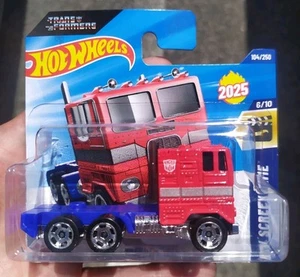 TRANSFORMERS
Hot Wheels
104/250
2025
6/10
SCREEN TIME